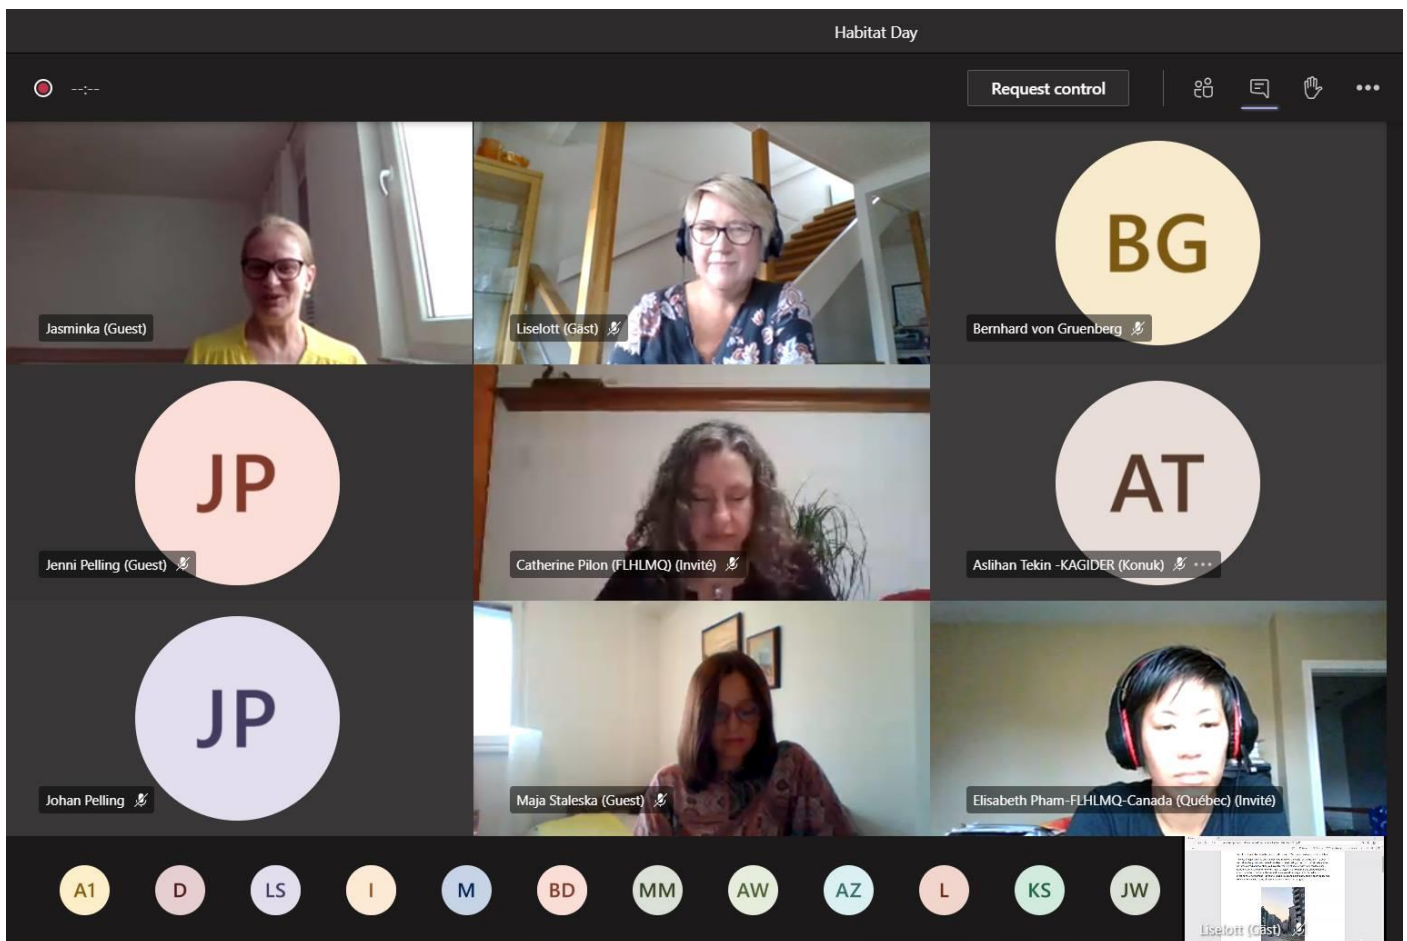 Habitat Day
--:--
Request control
Jasminka (Guest)
Liselott (Gäst)
BG
Bernhard von Gruenberg
JP
Jenni Pelling (Guest)
Catherine Pilon (FLHLMQ) (Invité)
AT
Aslihan Tekin -KAGIDER (Konuk)
JP
Johan Pelling
Maja Staleska (Guest)
Elisabeth Pham-FLHLMQ-Canada (Québec) (Invité)
A1 D LS I M BD MM AW AZ L KS JW
Liselott (Gäst)